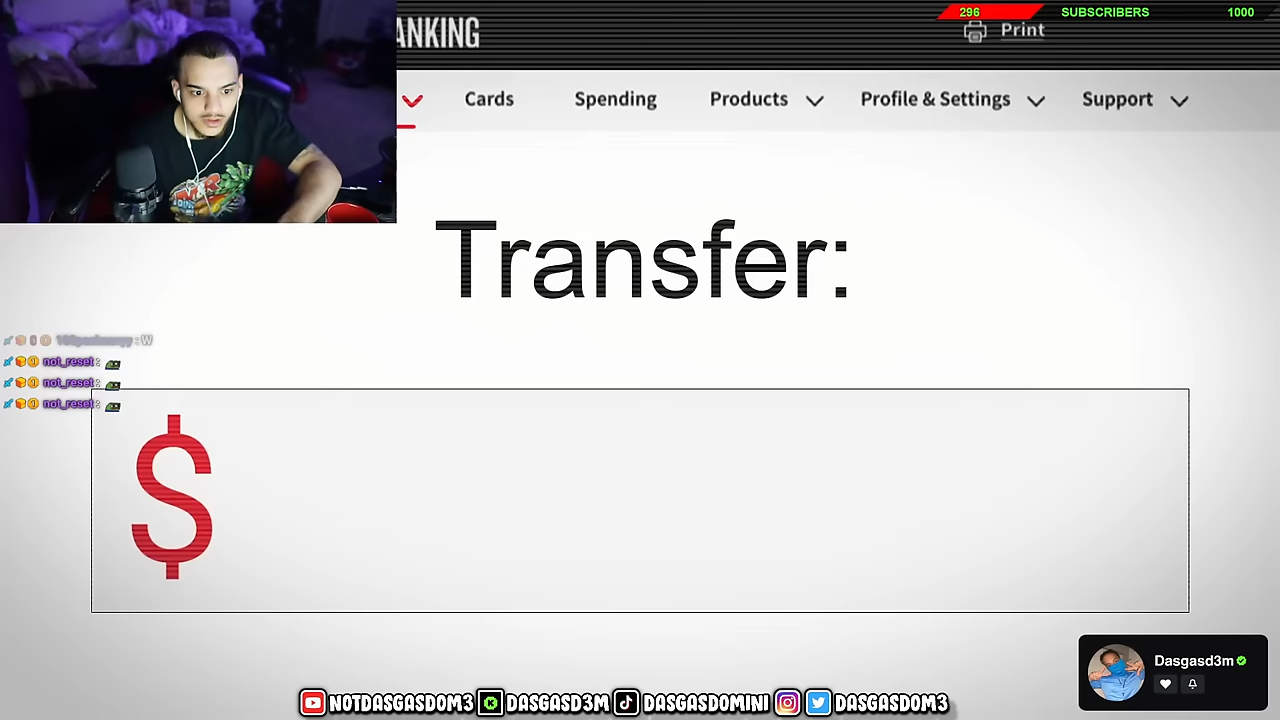 296 SUBSCRIBERS 1000
ANKING
Print
Cards Spending Products Profile & Settings Support
Transfer:
: W
not_reset:
not_reset:
not_reset:
$
Dasgasd3m
NOTDASGASDOM3 K DASGASD3M DASGASDOMINI DASGASDOM3